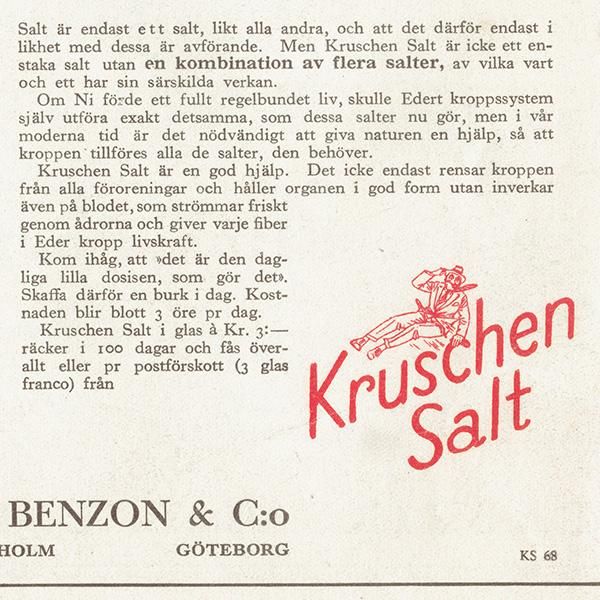 Salt är endast ett salt, likt alla andra, och att det därför endast i
likhet med dessa är avförande. Men Kruschen Salt är icke ett en-
staka salt utan en kombination av flera salter, av vilka vart
och ett har sin särskilda verkan.
Om Ni förde ett fullt regelbundet liv, skulle Edert kroppssystem
själv utföra exakt detsamma, som dessa salter nu gör, men i vår
moderna tid är det nödvändigt att giva naturen en hjälp, så att
kroppen tillföres alla de salter, den behöver.
Kruschen Salt är en god hjälp. Det icke endast rensar kroppen
från alla föroreningar och håller organen i god form utan inverkar
även på blodet, som strömmar friskt
genom ådrorna och giver varje fiber
i Eder kropp livskraft.
Kom ihåg, att »det är den dag-
liga lilla dosisen, som gör det».
Skaffa därför en burk i dag. Kost-
naden blir blott 3 öre pr dag.
Kruschen Salt i glas à Kr. 3:—
räcker i 100 dagar och fås över-
allt eller pr postförskott (3 glas
franco) från
Kruschen
Salt
BENZON & C:o
HOLM GÖTEBORG
KS 68